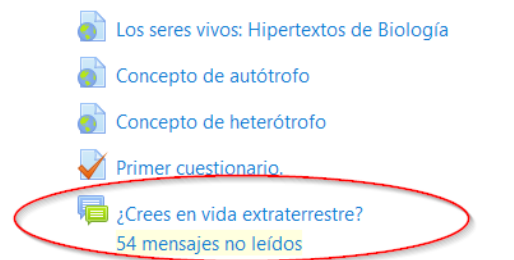 Los seres vivos: Hipertextos de Biología
Concepto de autótrofo
Concepto de heterótrofo
Primer cuestionario.
¿Crees en vida extraterrestre?
54 mensajes no leídos